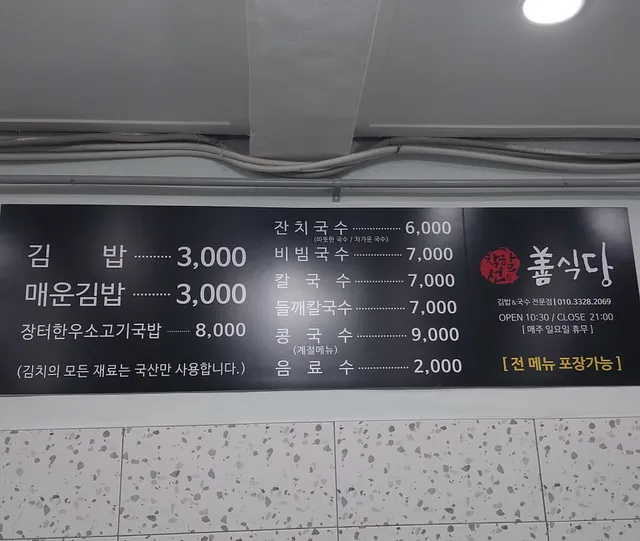 김 밥 ·········· 3,000
매운김밥 ·········· 3,000
장터한우소고기국밥 ·········· 8,000
(김치의 모든 재료는 국산만 사용합니다.)
잔 치 국 수 ·········· 6,000
(따뜻한 국수 / 차가운 국수)
비 빔 국 수 ·········· 7,000
칼 국 수 ·········· 7,000
들깨칼국수 ·········· 7,000
콩 국 수 ·········· 9,000
(계절메뉴)
음 료 수 ·········· 2,000
착할선 善식당
김밥&국수 전문점 | 010.3328.2069
OPEN 10:30 / CLOSE 21:00
[ 매주 일요일 휴무 ]
[ 전 메뉴 포장가능 ]